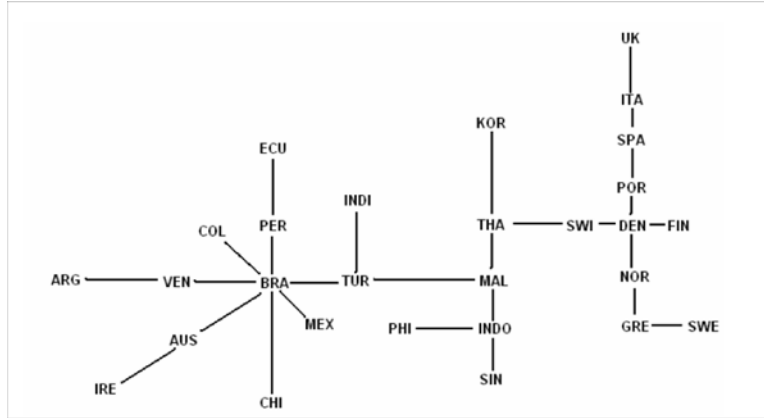 UK
ITA
KOR
SPA
ECU
POR
INDI
COL PER THA SWI DEN FIN
ARG VEN BRA TUR MAL NOR
MEX PHI INDO GRE SWE
AUS
SIN
IRE
CHI